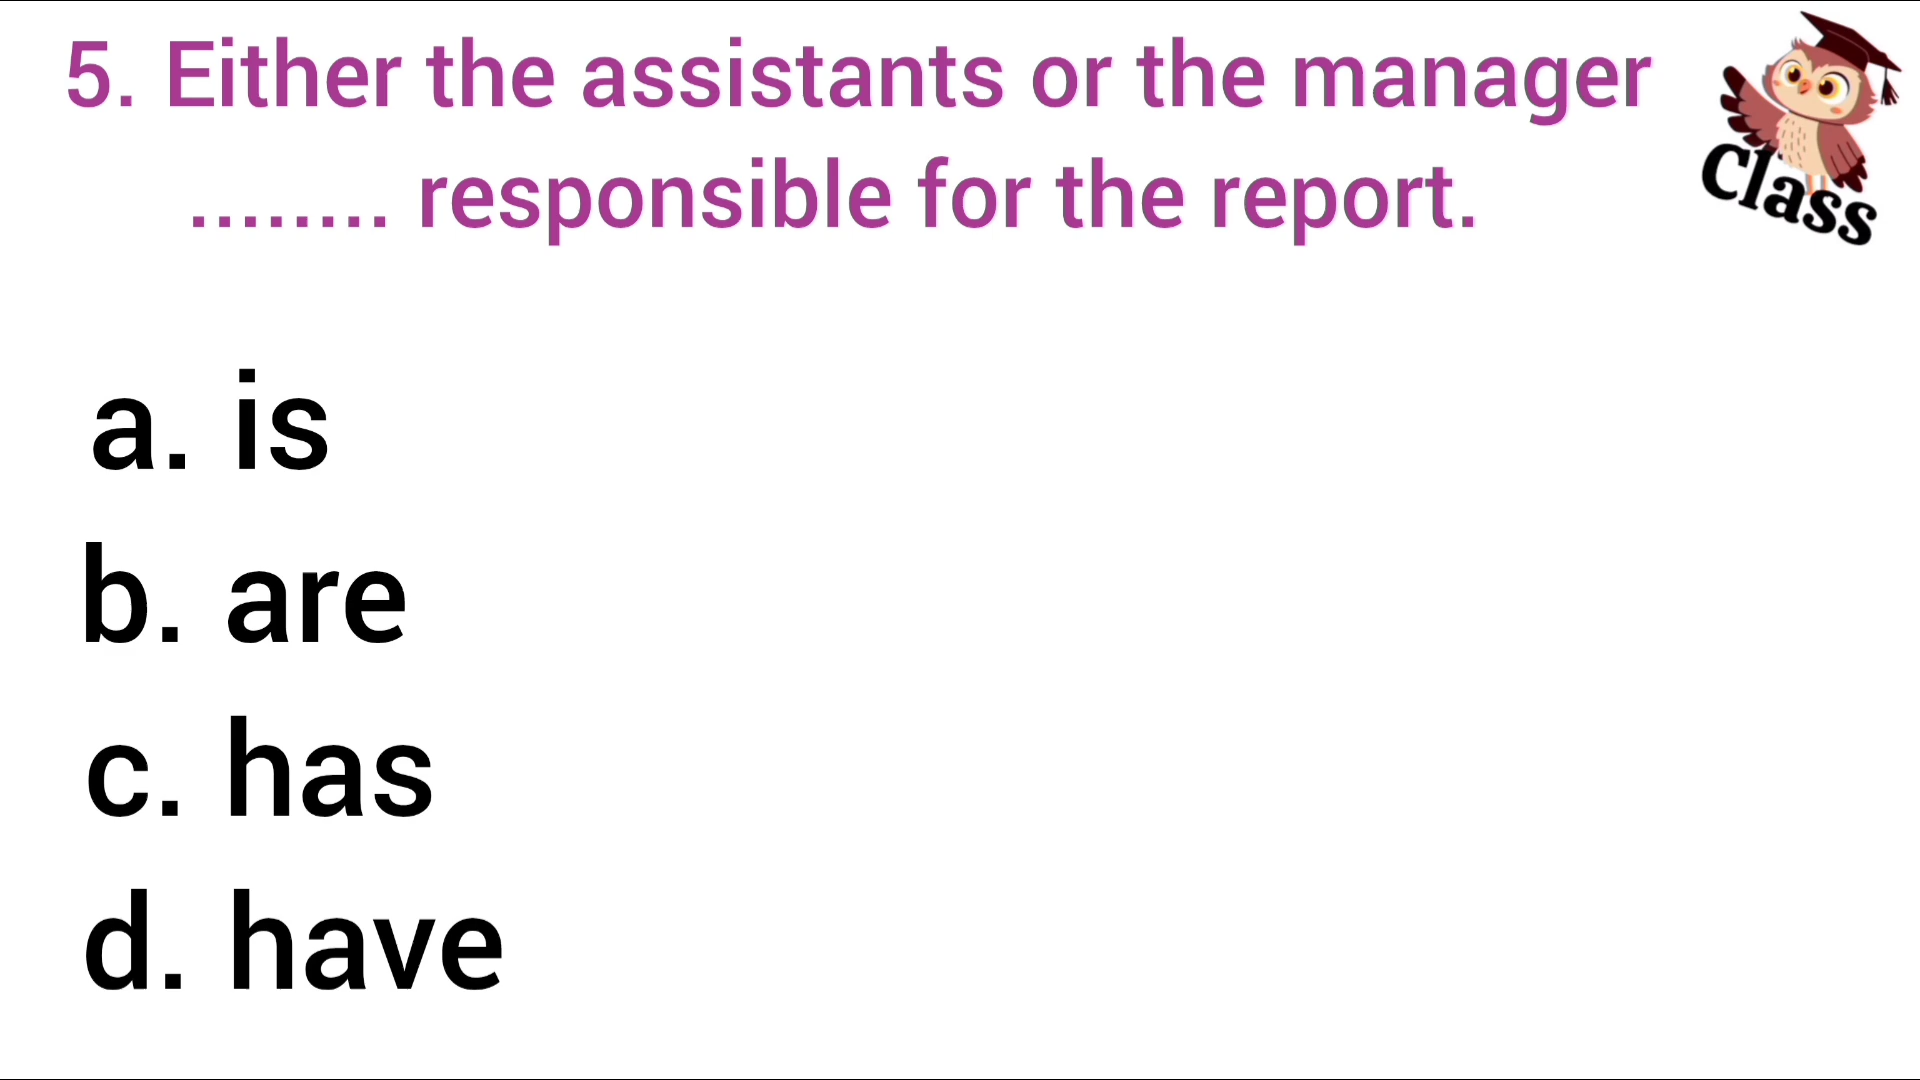 5. Either the assistants or the manager
........ responsible for the report.
Class
a. is
b. are
c. has
d. have